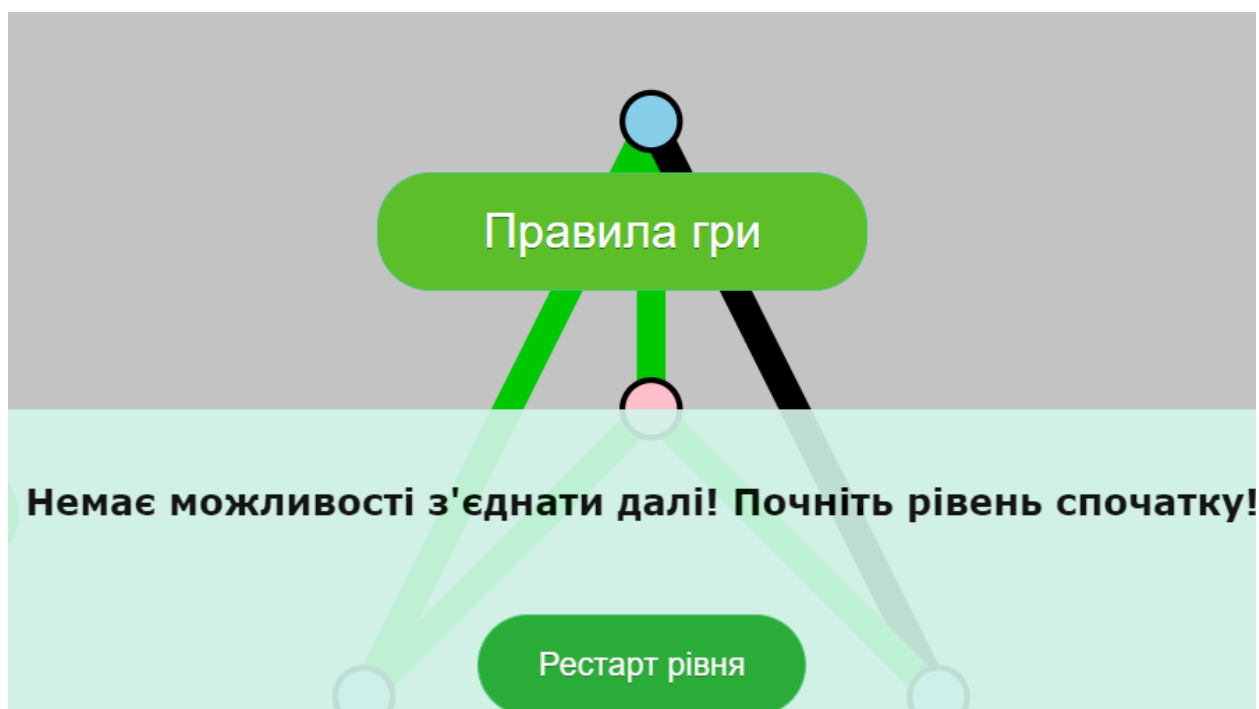 Правила гри
Немає можливості з'єднати далі! Почніть рівень спочатку!
Рестарт рівня